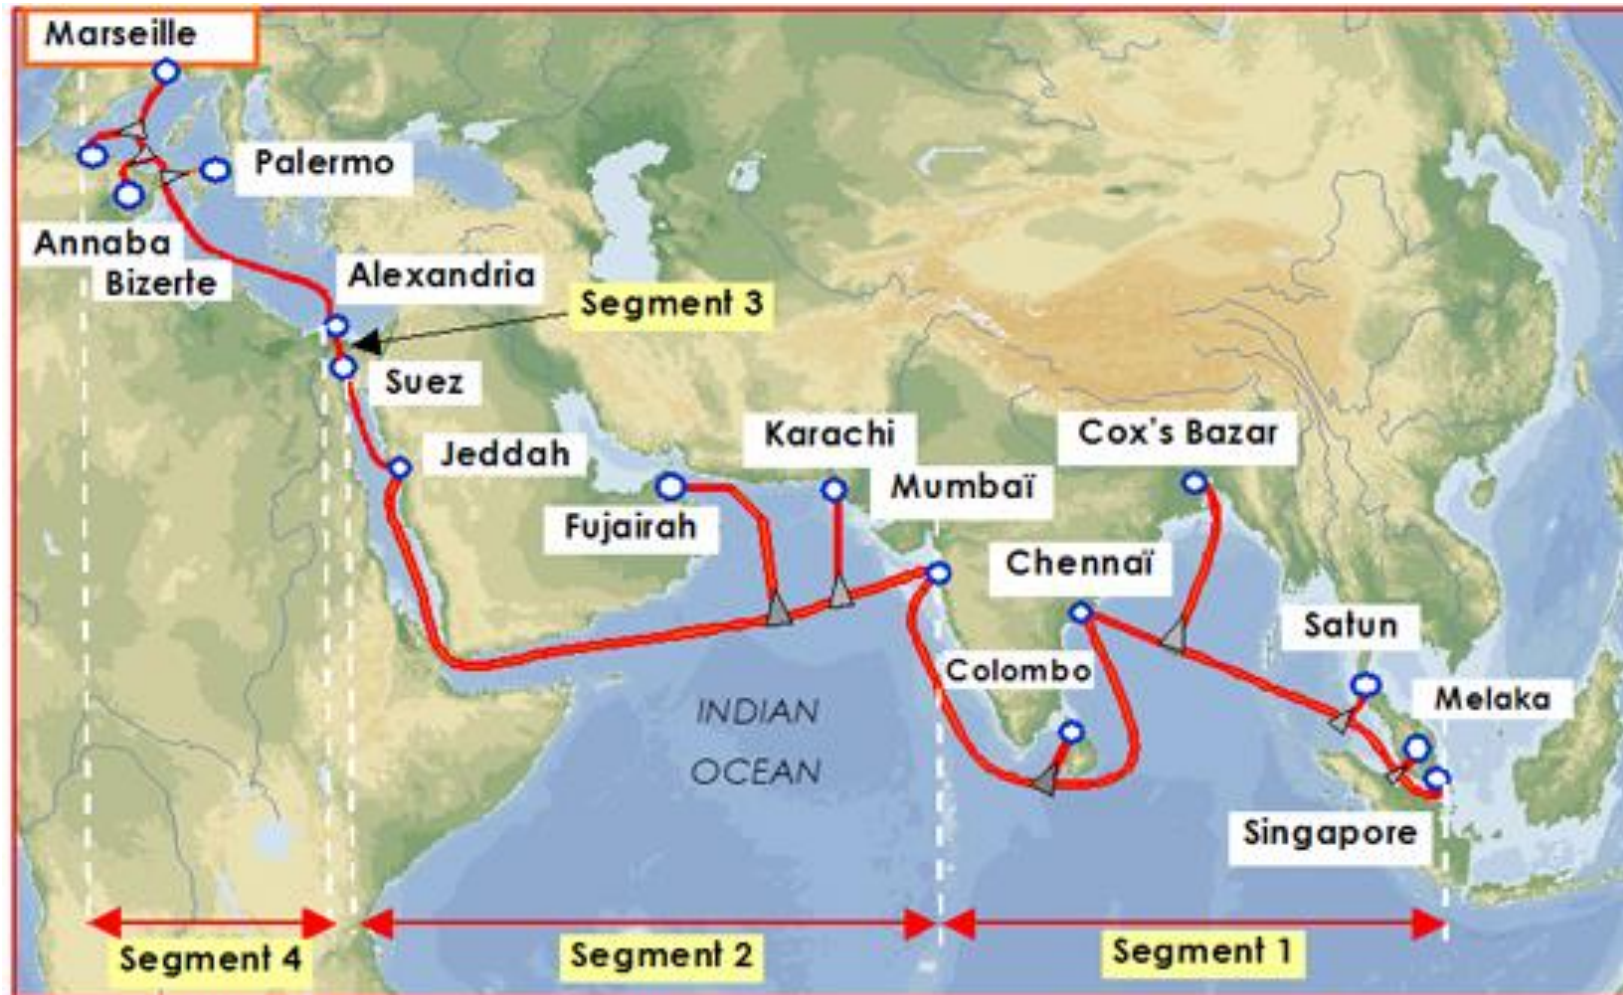 Marseille
Palermo
Annaba
Bizerte
Alexandria
Segment 3
Suez
Jeddah
Karachi
Cox's Bazar
Mumbaï
Fujairah
Chennaï
Satun
Colombo
Melaka
INDIAN
OCEAN
Singapore
Segment 4
Segment 2
Segment 1